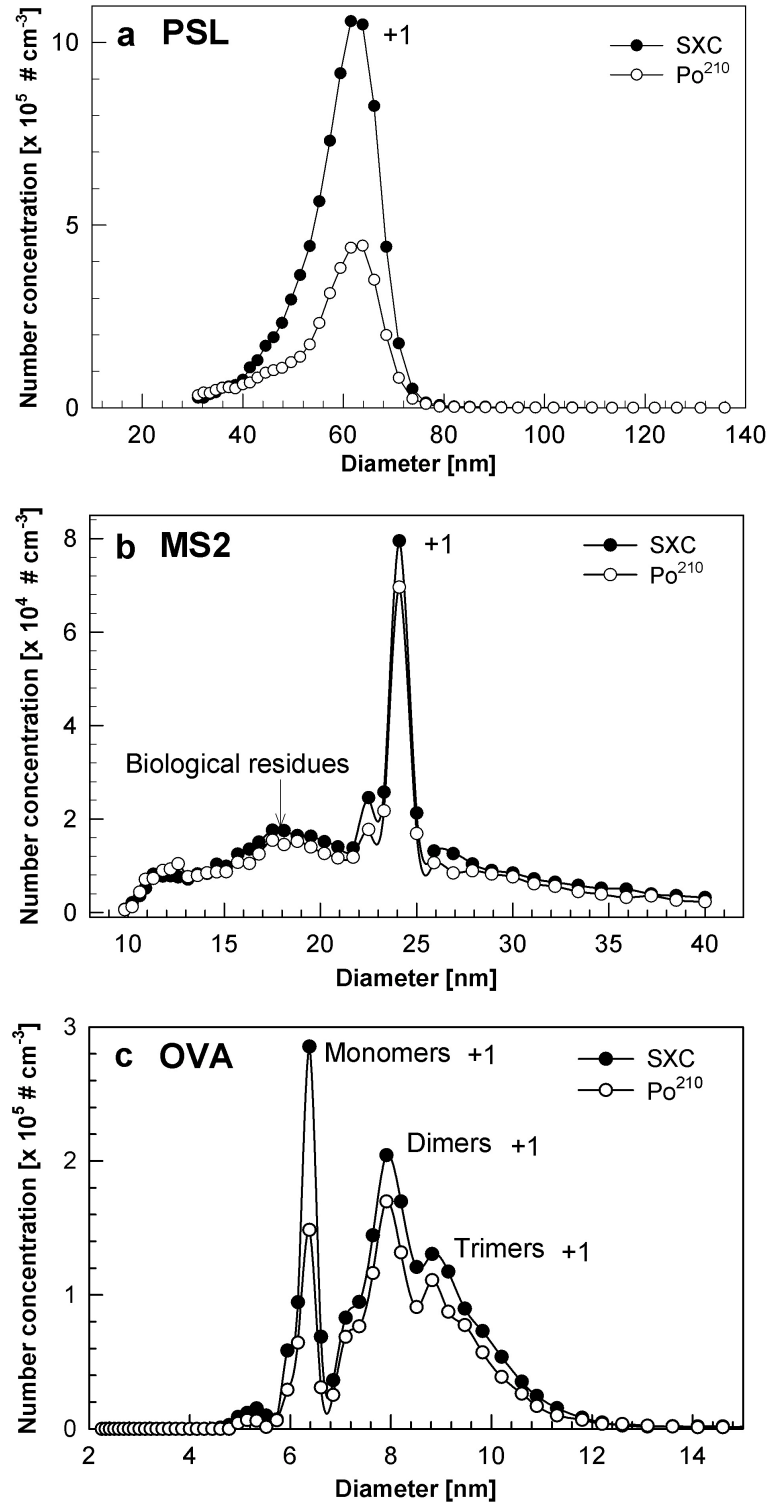 a PSL
+1
SXC
Po210
10
5
0
20 40 60 80 100 120 140
Number concentration [x 10^5 # cm^-3]
Diameter [nm]
b MS2
+1
SXC
Po210
Biological residues
8
6
4
2
0
10 15 20 25 30 35 40
Number concentration [x 10^4 # cm^-3]
Diameter [nm]
c OVA
Monomers +1
SXC
Po210
Dimers +1
Trimers +1
3
2
1
0
2 4 6 8 10 12 14
Number concentration [x 10^5 # cm^-3]
Diameter [nm]